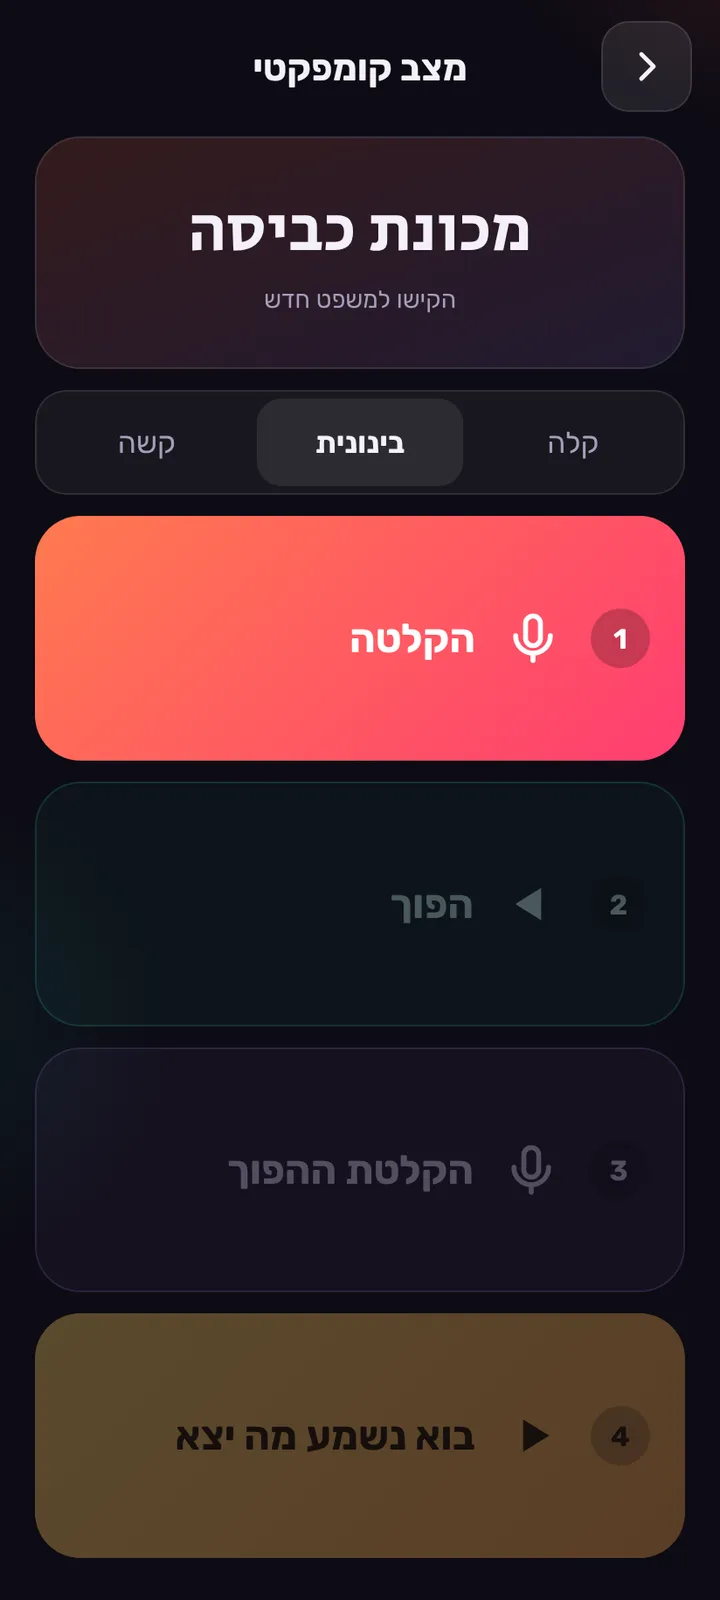 מצב קומפקטי
מכונת כביסה
הקישו למשפט חדש
קלה
בינונית
קשה
1 הקלטה
2 הפוך
3 הקלטת ההפוך
4 בוא נשמע מה יצא